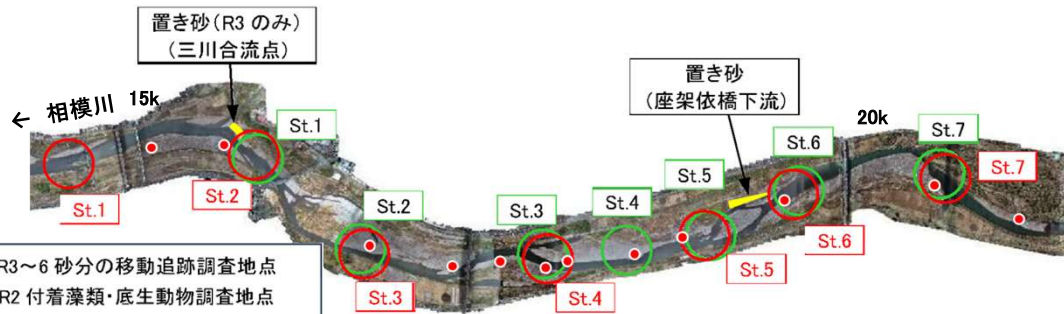 置き砂(R3 のみ)
(三川合流点)
置き砂
(座架依橋下流)
← 相模川 15k
20k
St.1
St.2
St.3
St.4
St.5
St.6
St.7
St.1
St.2
St.3
St.4
St.5
St.6
St.7
R3～6 砂分の移動追跡調査地点
R2 付着藻類・底生動物調査地点